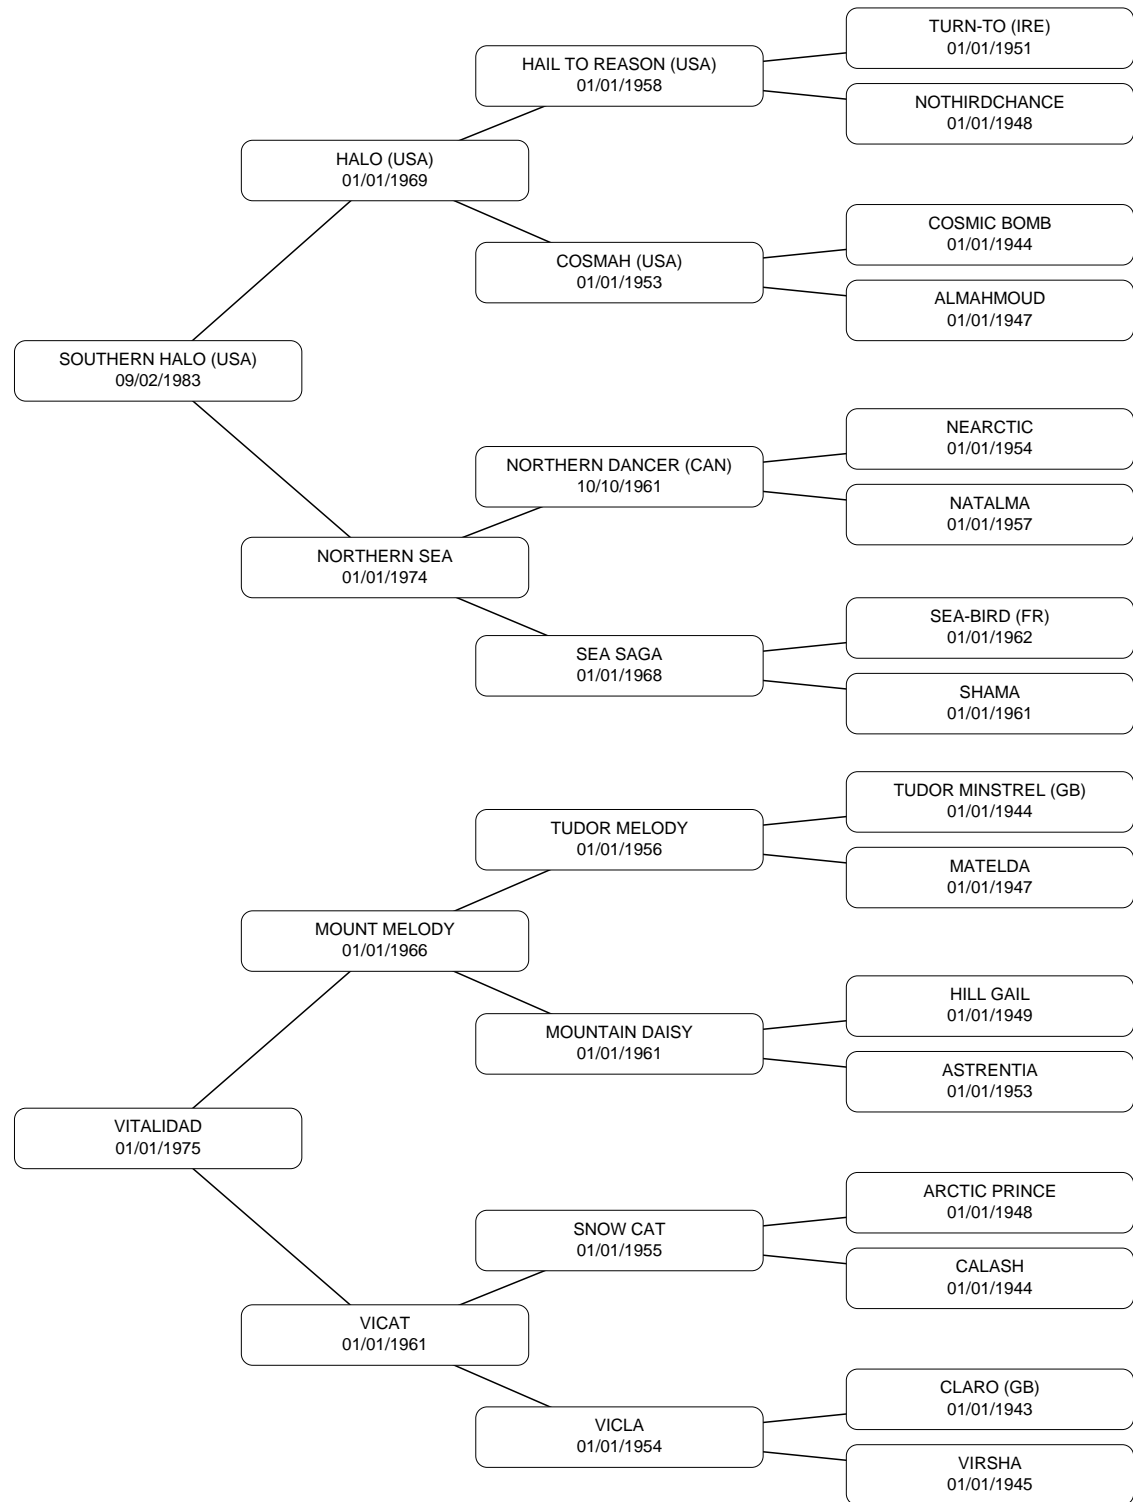 TURN-TO (IRE)
01/01/1951
HAIL TO REASON (USA)
01/01/1958
NOTHIRDCHANCE
01/01/1948
HALO (USA)
01/01/1969
COSMIC BOMB
01/01/1944
COSMAH (USA)
01/01/1953
ALMAHMOUD
01/01/1947
SOUTHERN HALO (USA)
09/02/1983
NEARCTIC
01/01/1954
NORTHERN DANCER (CAN)
10/10/1961
NATALMA
01/01/1957
NORTHERN SEA
01/01/1974
SEA-BIRD (FR)
01/01/1962
SEA SAGA
01/01/1968
SHAMA
01/01/1961
TUDOR MINSTREL (GB)
01/01/1944
TUDOR MELODY
01/01/1956
MATELDA
01/01/1947
MOUNT MELODY
01/01/1966
HILL GAIL
01/01/1949
MOUNTAIN DAISY
01/01/1961
ASTRENTIA
01/01/1953
VITALIDAD
01/01/1975
ARCTIC PRINCE
01/01/1948
SNOW CAT
01/01/1955
CALASH
01/01/1944
VICAT
01/01/1961
CLARO (GB)
01/01/1943
VICLA
01/01/1954
VIRSHA
01/01/1945